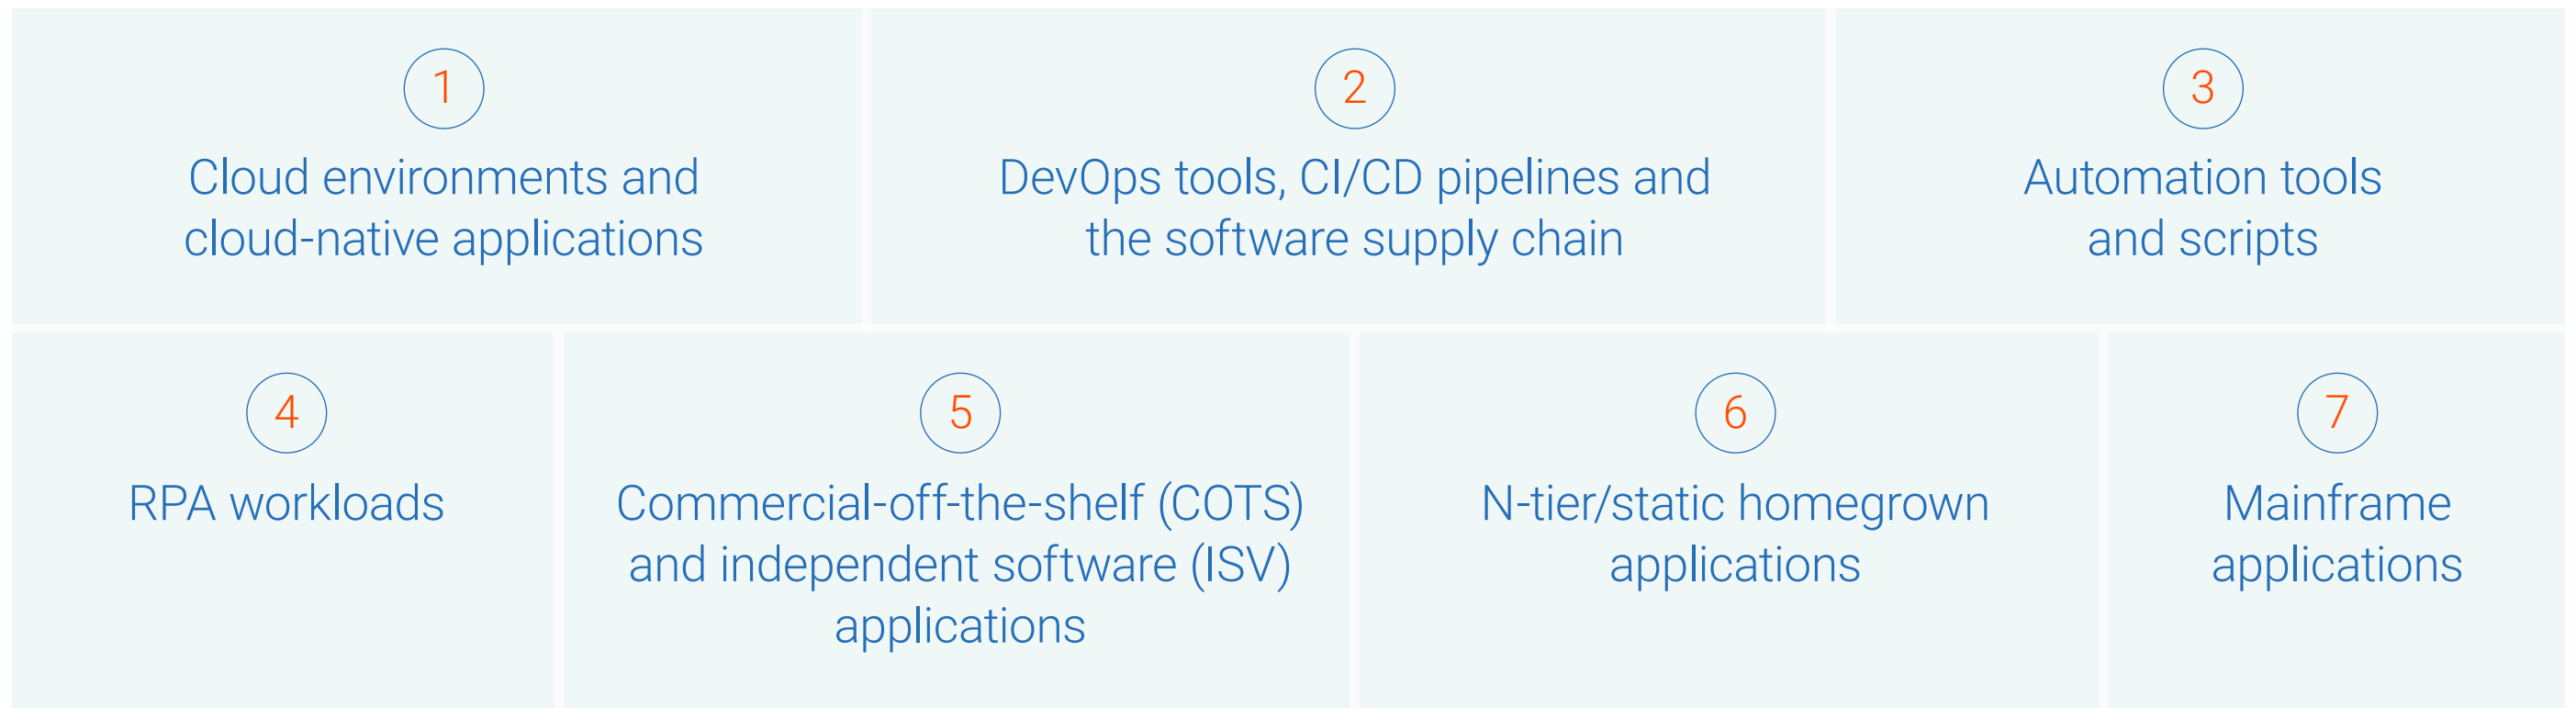 1
Cloud environments and
cloud-native applications
2
DevOps tools, CI/CD pipelines and
the software supply chain
3
Automation tools
and scripts
4
RPA workloads
5
Commercial-off-the-shelf (COTS)
and independent software (ISV)
applications
6
N-tier/static homegrown
applications
7
Mainframe
applications